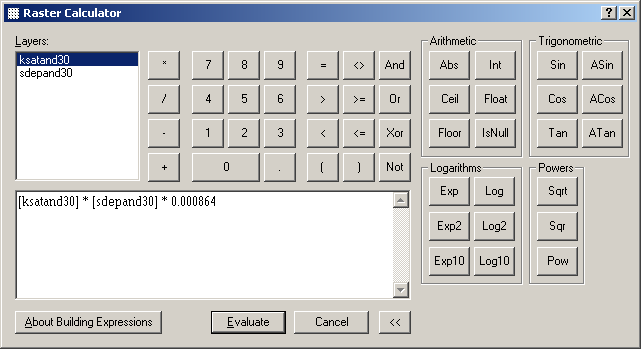 Raster Calculator
Layers:
ksatand30
sdepand30
* 7 8 9 = <> And
/ 4 5 6 > >= Or
- 1 2 3 < <= Xor
+ 0 . ( ) Not
Arithmetic
Abs Int
Ceil Float
Floor IsNull
Trigonometric
Sin ASin
Cos ACos
Tan ATan
[ksatand30] * [sdepand30] * 0.000864
Logarithms
Exp Log
Exp2 Log2
Exp10 Log10
Powers
Sqrt
Sqr
Pow
About Building Expressions
Evaluate
Cancel
<<